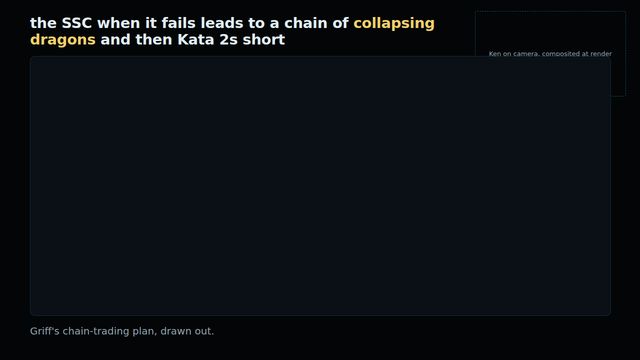 the SSC when it fails leads to a chain of collapsing
dragons and then Kata 2s short
Ken on camera, composited at render
Griff's chain-trading plan, drawn out.